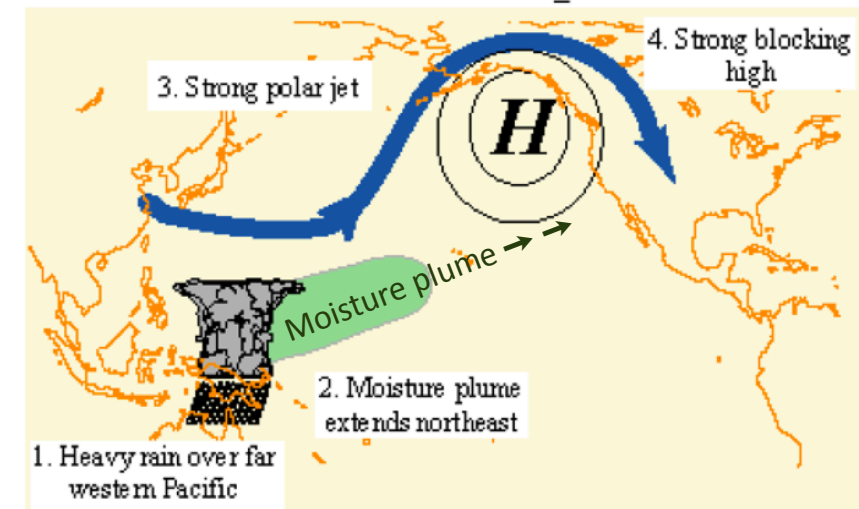 3. Strong polar jet
4. Strong blocking
high
H
Moisture plume
2. Moisture plume
extends northeast
1. Heavy rain over far
western Pacific